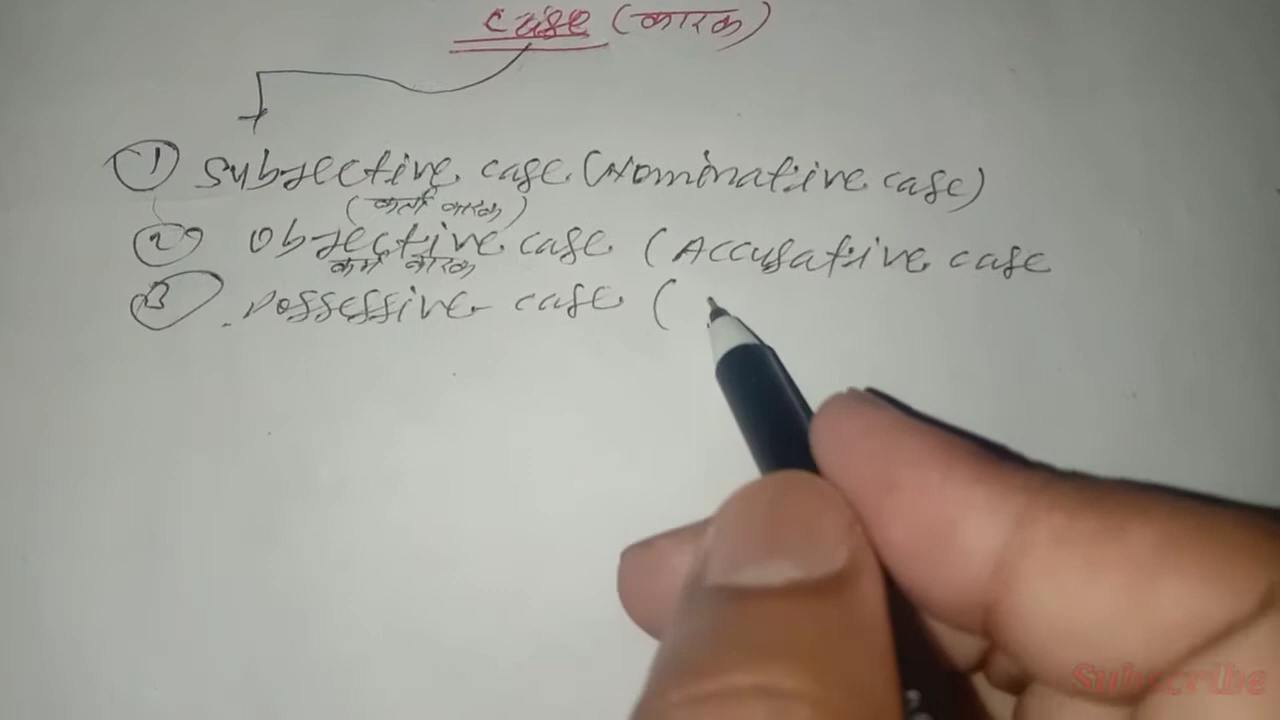 Case (कारक)
1 Subjective case (Nominative case)
(कर्ता कारक)
2 Objective case (Accusative case
कर्म कारक
3 Possessive case (
Subscribe